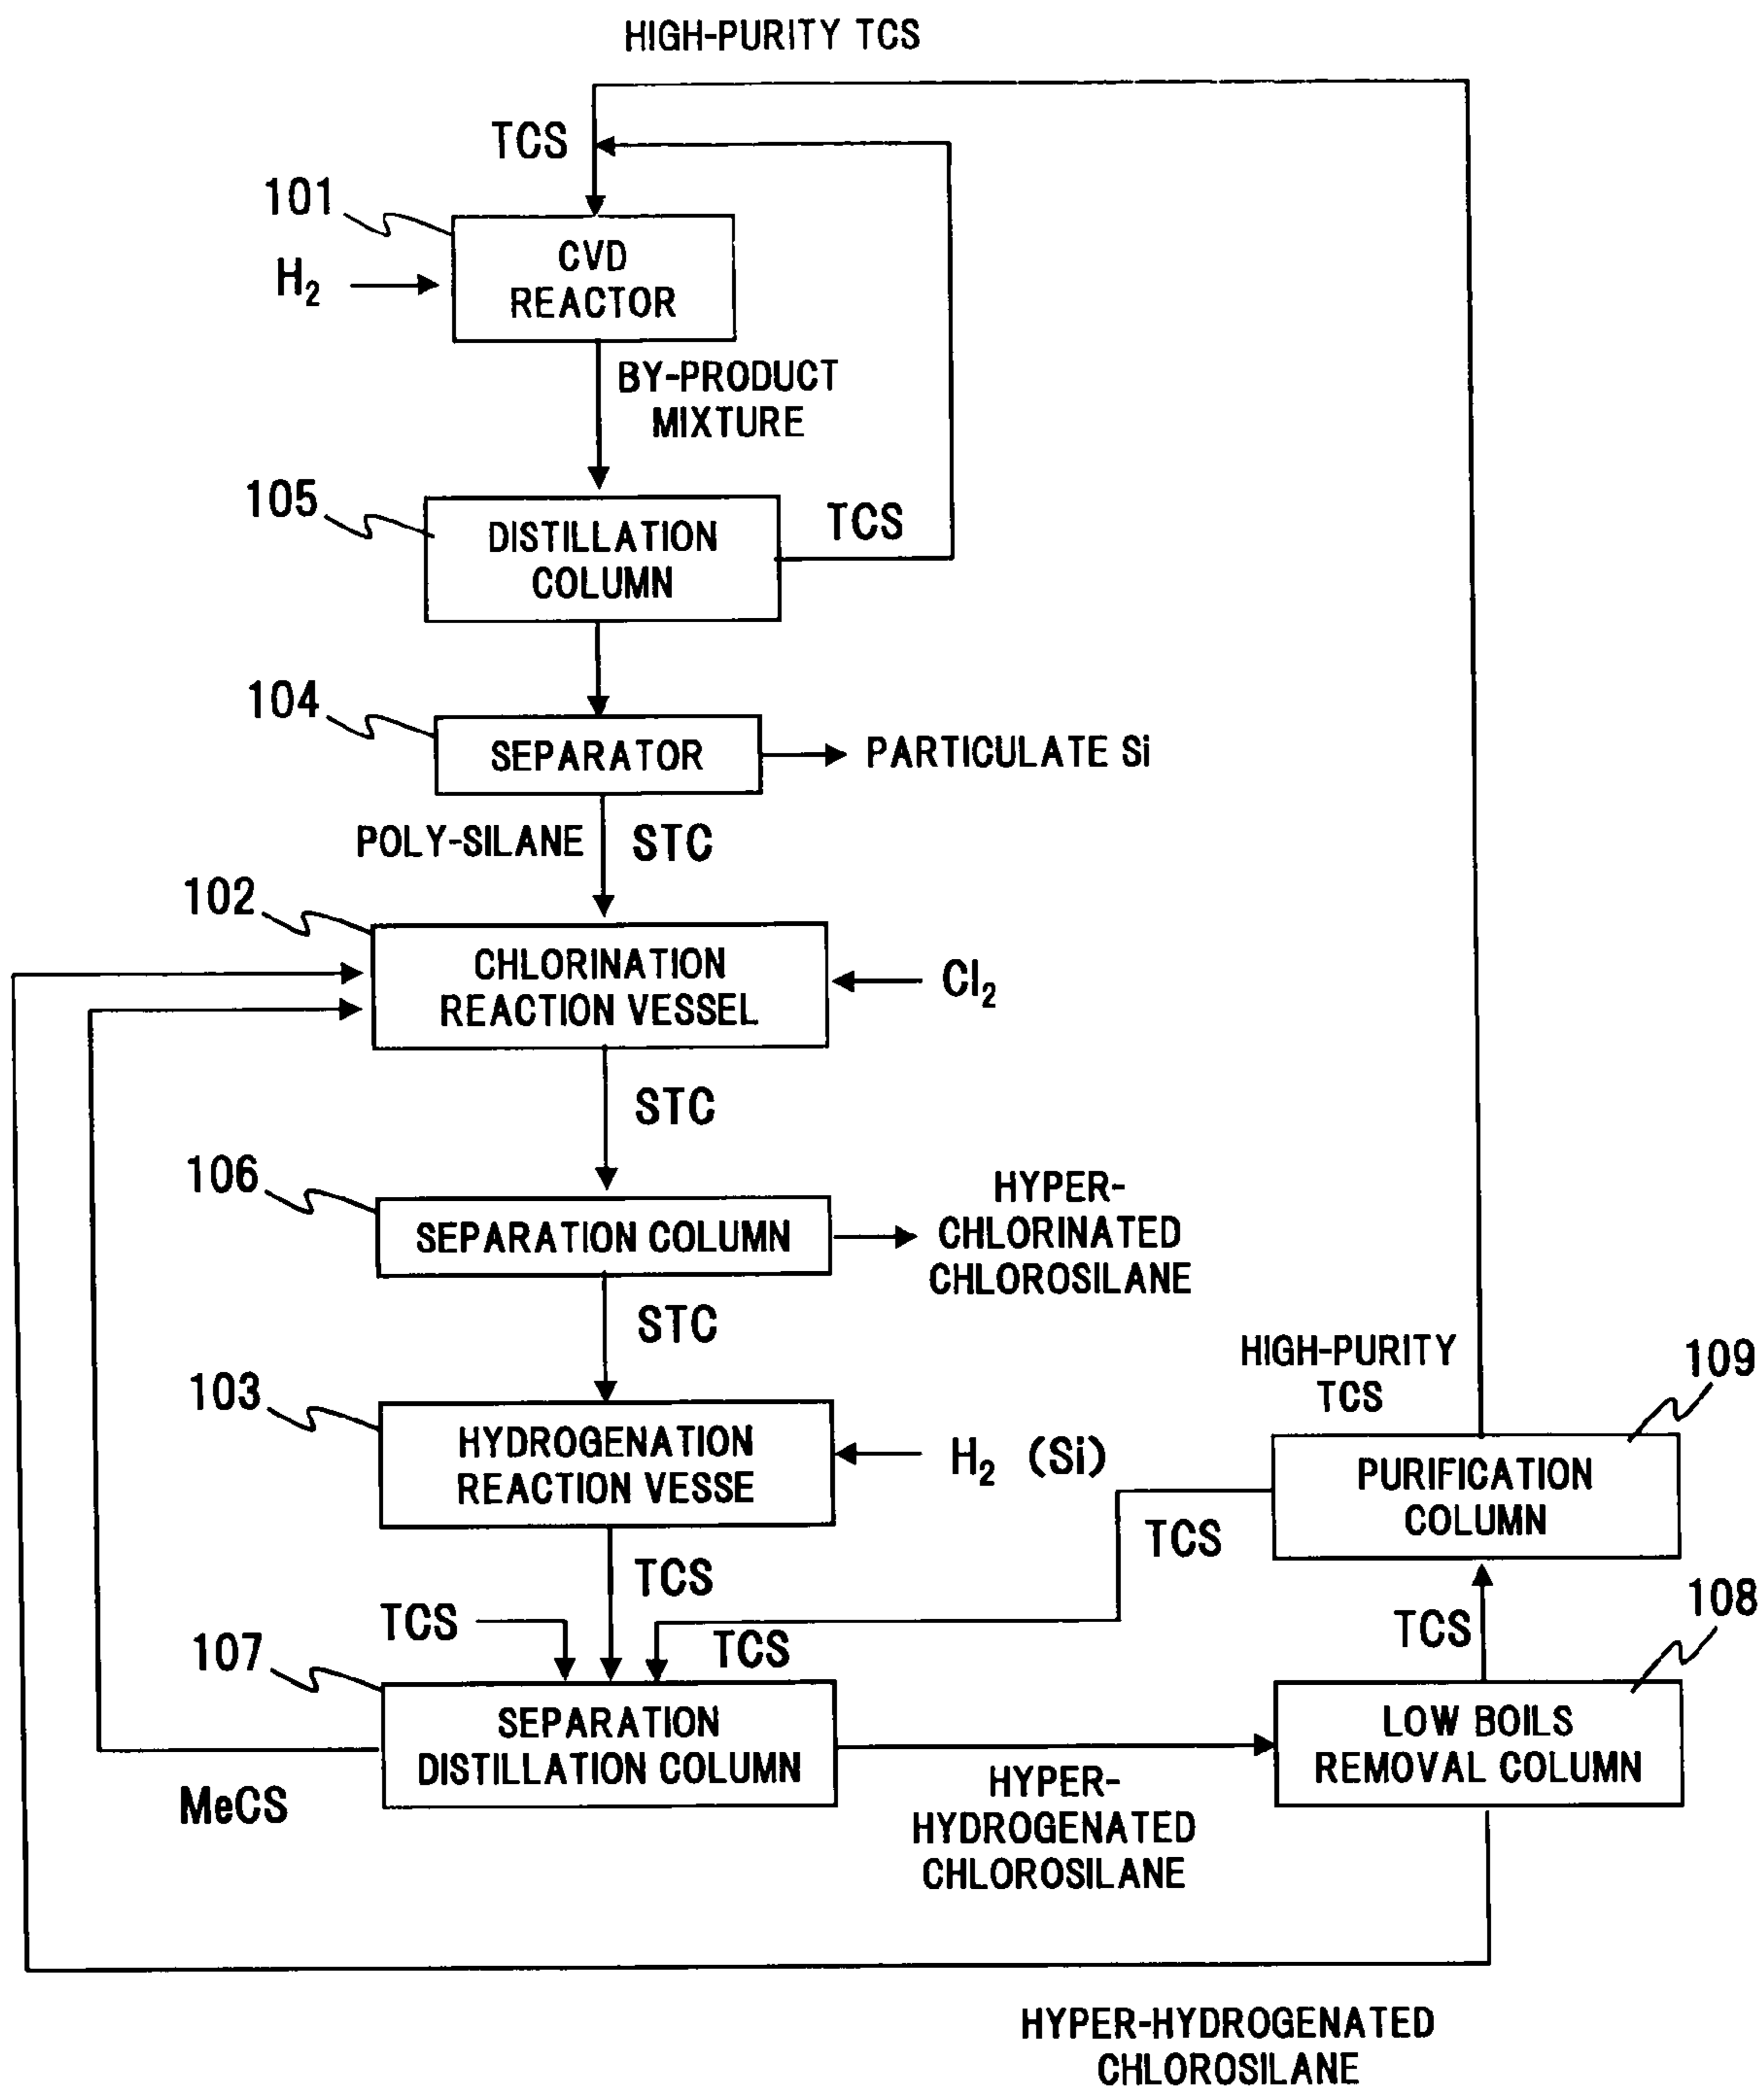 HIGH-PURITY TCS
TCS
101
H₂
CVD
REACTOR
BY-PRODUCT
MIXTURE
105
DISTILLATION
COLUMN
TCS
104
SEPARATOR
PARTICULATE Si
POLY-SILANE
STC
102
CHLORINATION
REACTION VESSEL
Cl₂
STC
106
SEPARATION COLUMN
HYPER-
CHLORINATED
CHLOROSILANE
STC
103
HYDROGENATION
REACTION VESSE
H₂ (Si)
HIGH-PURITY
TCS
109
PURIFICATION
COLUMN
TCS
TCS
TCS
TCS
TCS
108
107
SEPARATION
DISTILLATION COLUMN
LOW BOILS
REMOVAL COLUMN
MeCS
HYPER-
HYDROGENATED
CHLOROSILANE
HYPER-HYDROGENATED
CHLOROSILANE